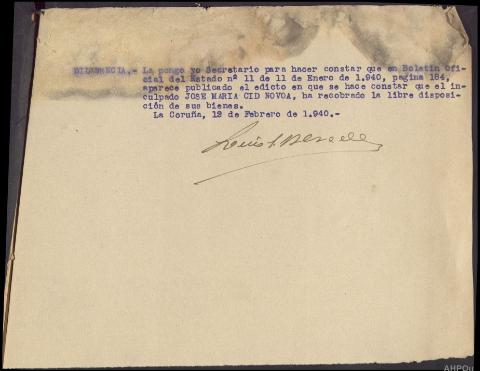 DILIGENCIA.- La pongo yo Secretario para hacer constar que en Boletin Ofi-
cial del Estado nº 11 de 11 de Enero de 1.940, pagina 184,
aparece publicado el edicto en que se hace constar que el in-
culpado JOSE MARIA CID NOVOA, ha recobrado la libre disposi-
ción de sus bienes.
La Coruña, 12 de Febrero de 1.940.-
AHPOu